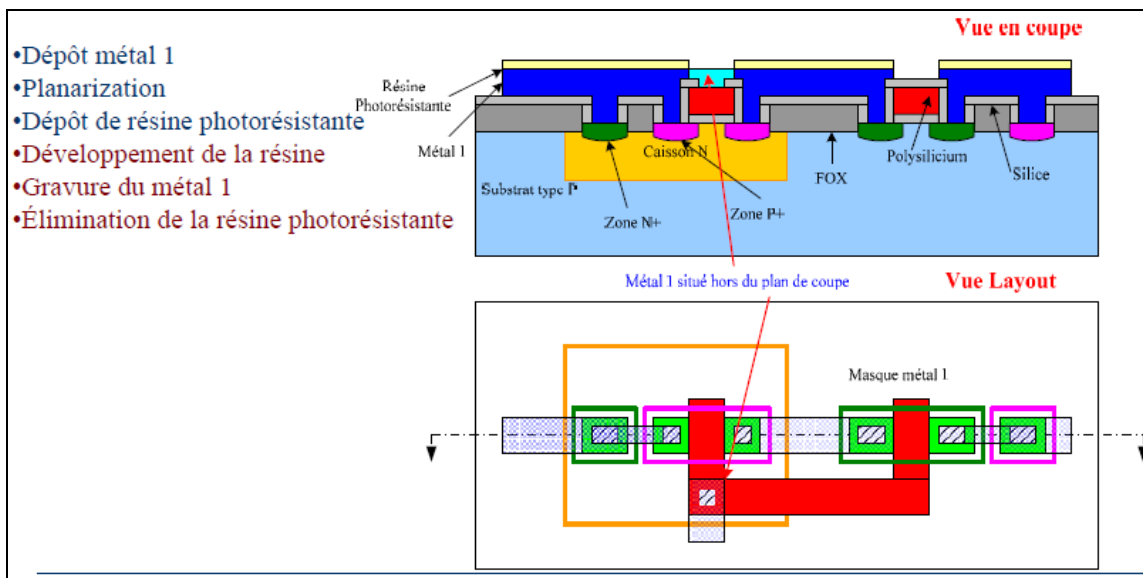 •Dépôt métal 1
•Planarization
•Dépôt de résine photorésistante
•Développement de la résine
•Gravure du métal 1
•Élimination de la résine photorésistante
Vue en coupe
Résine
Photorésistante
Métal 1
Caisson N
Polysilicium
Substrat type P
FOX
Silice
Zone N+
Zone P+
Métal 1 situé hors du plan de coupe
Vue Layout
Masque métal 1